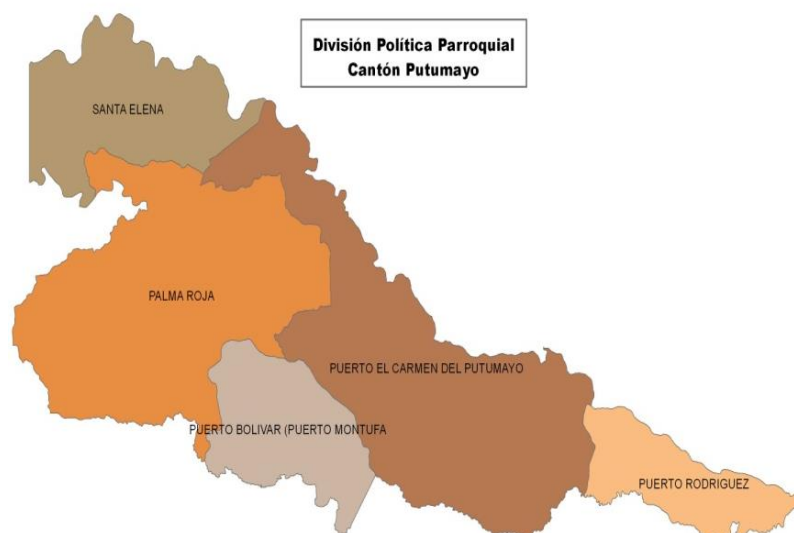 División Política Parroquial
Cantón Putumayo
SANTA ELENA
PALMA ROJA
PUERTO EL CARMEN DEL PUTUMAYO
PUERTO BOLIVAR (PUERTO MONTUFA
PUERTO RODRIGUEZ